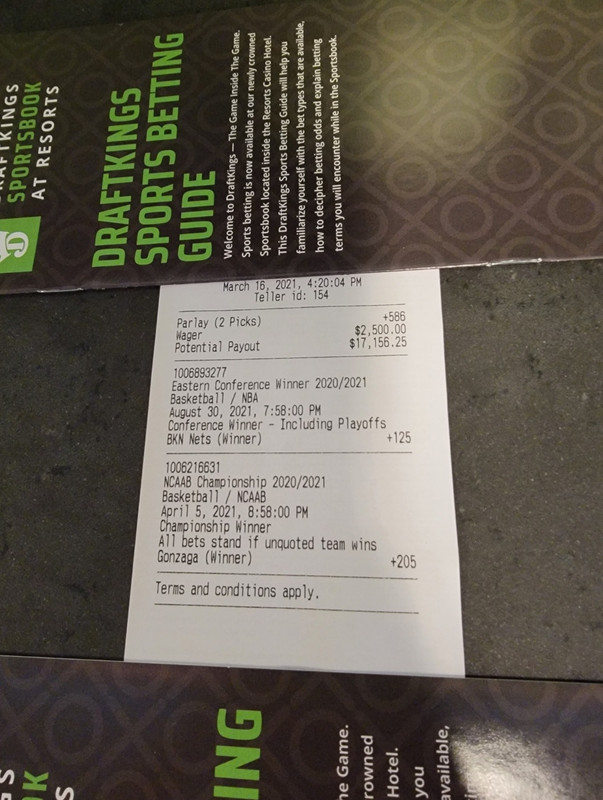 DRAFTKINGS
SPORTSBOOK
AT RESORTS
DRAFTKINGS
SPORTS BETTING
GUIDE
Welcome to DraftKings — The Game Inside The Game.
Sports betting is now available at our newly crowned
Sportsbook located inside the Resorts Casino Hotel.
This DraftKings Sports Betting Guide will help you
familiarize yourself with the bet types that are available,
how to decipher betting odds and explain betting
terms you will encounter while in the Sportsbook.
March 16, 2021, 4:20:04 PM
Teller id: 154
Parlay (2 Picks) +586
Wager $2,500.00
Potential Payout $17,156.25
1006893277
Eastern Conference Winner 2020/2021
Basketball / NBA
August 30, 2021, 7:58:00 PM
Conference Winner - Including Playoffs
BKN Nets (Winner) +125
1006216631
NCAAB Championship 2020/2021
Basketball / NCAAB
April 5, 2021, 8:58:00 PM
Championship Winner
All bets stand if unquoted team wins
Gonzaga (Winner) +205
Terms and conditions apply.
ING
he Game.
rowned
Hotel.
you
available,